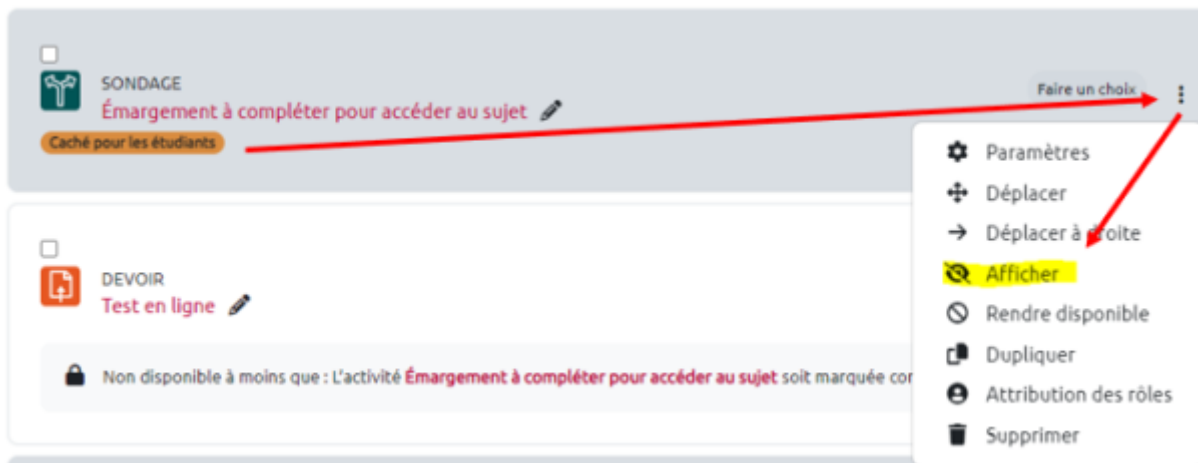 SONDAGE
Émargement à compléter pour accéder au sujet
Faire un choix
Caché pour les étudiants
Paramètres
Déplacer
Déplacer à droite
Afficher
Rendre disponible
Dupliquer
Attribution des rôles
Supprimer
DEVOIR
Test en ligne
Non disponible à moins que : L'activité Émargement à compléter pour accéder au sujet soit marquée